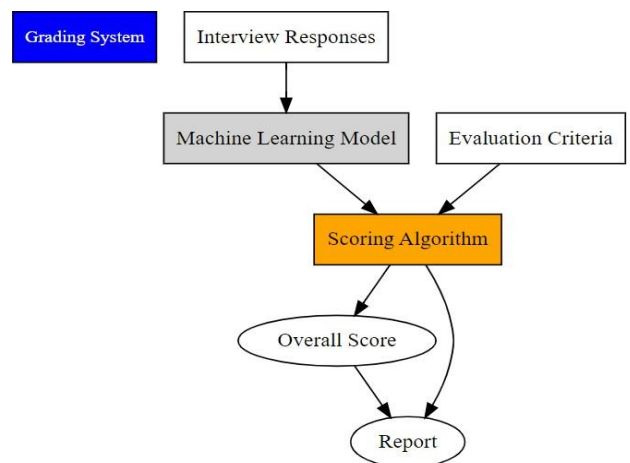 Grading System
Interview Responses
Machine Learning Model
Evaluation Criteria
Scoring Algorithm
Overall Score
Report